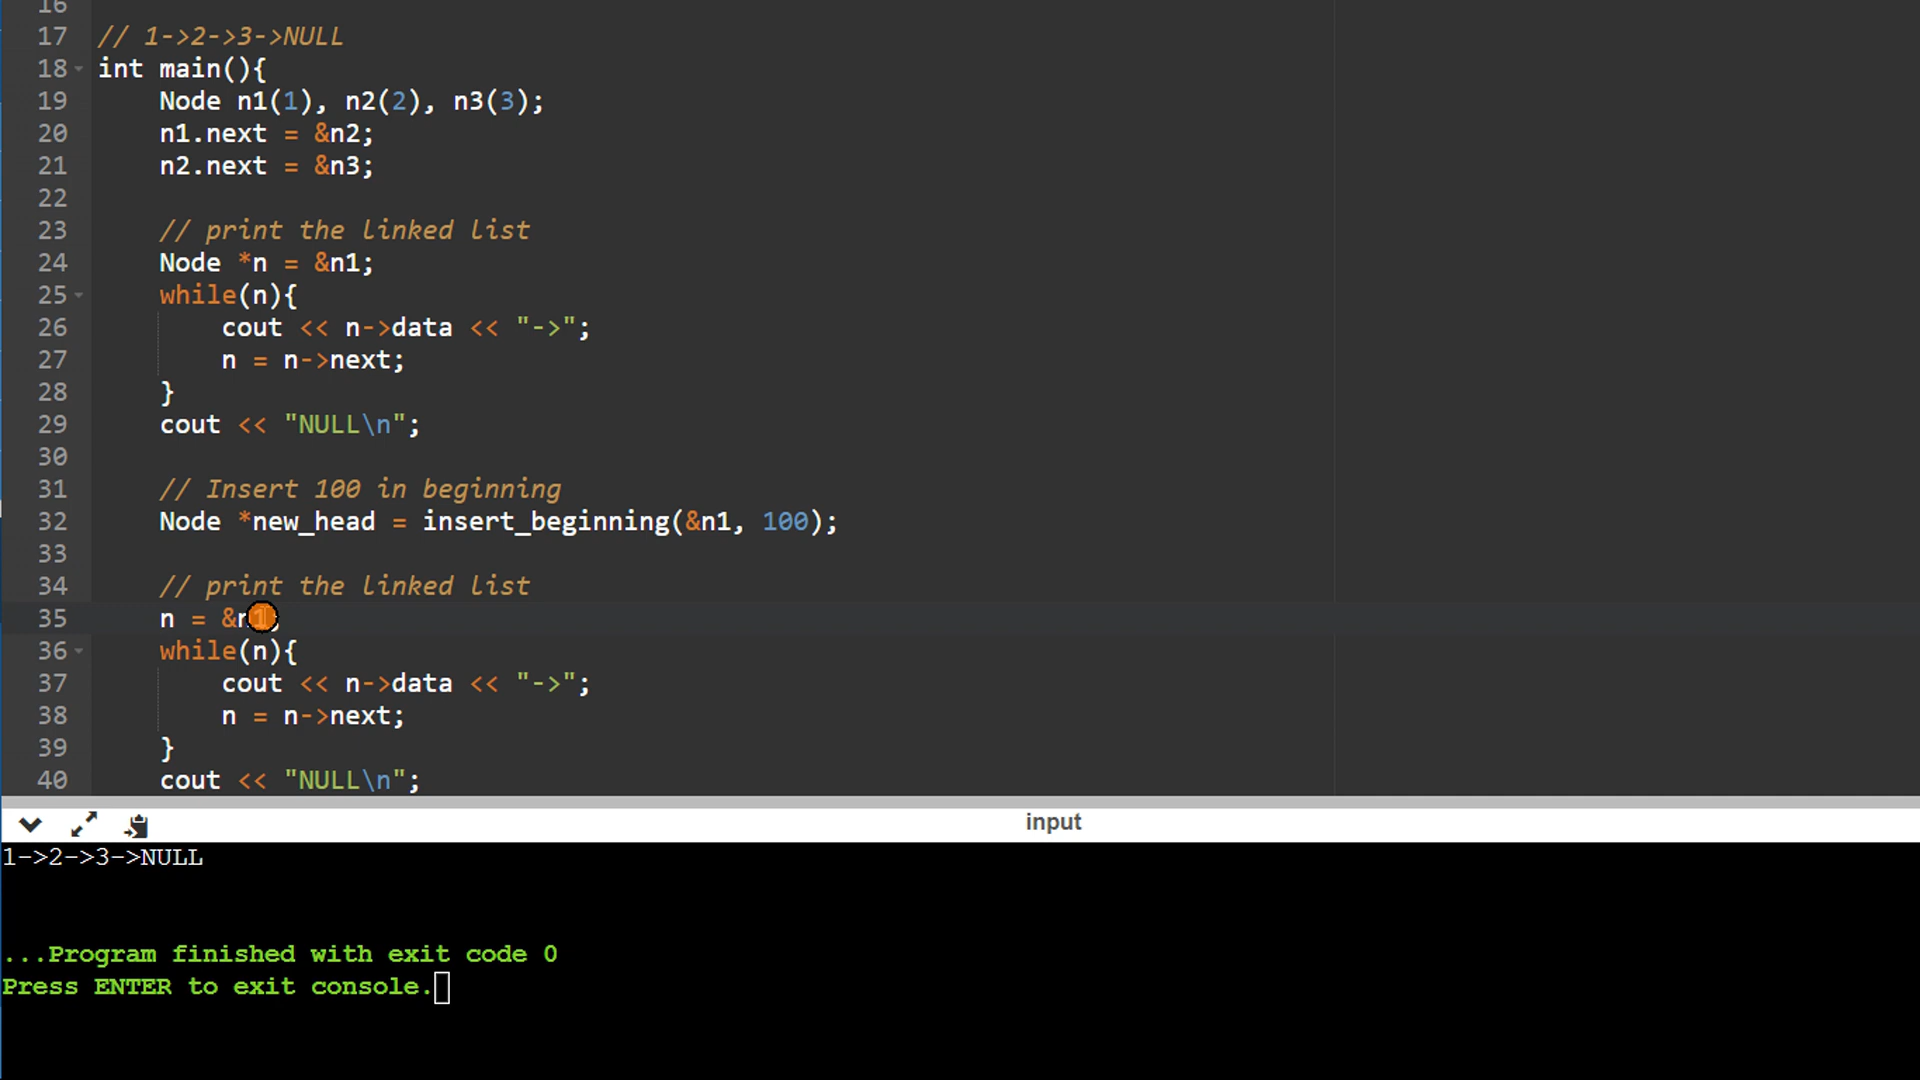 16
17 // 1->2->3->NULL
18 int main(){
19 Node n1(1), n2(2), n3(3);
20 n1.next = &n2;
21 n2.next = &n3;
22
23 // print the linked list
24 Node *n = &n1;
25 while(n){
26 cout << n->data << "->";
27 n = n->next;
28 }
29 cout << "NULL\n";
30
31 // Insert 100 in beginning
32 Node *new_head = insert_beginning(&n1, 100);
33
34 // print the linked list
35 n = &n1;
36 while(n){
37 cout << n->data << "->";
38 n = n->next;
39 }
40 cout << "NULL\n";
input
1->2->3->NULL
...Program finished with exit code 0
Press ENTER to exit console.